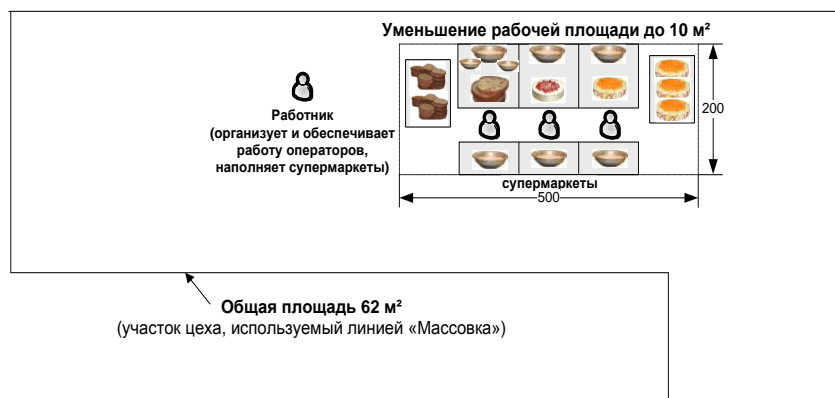 Уменьшение рабочей площади до 10 м²
Работник
(организует и обеспечивает
работу операторов,
наполняет супермаркеты)
200
супермаркеты
500
Общая площадь 62 м²
(участок цеха, используемый линией «Массовка»)